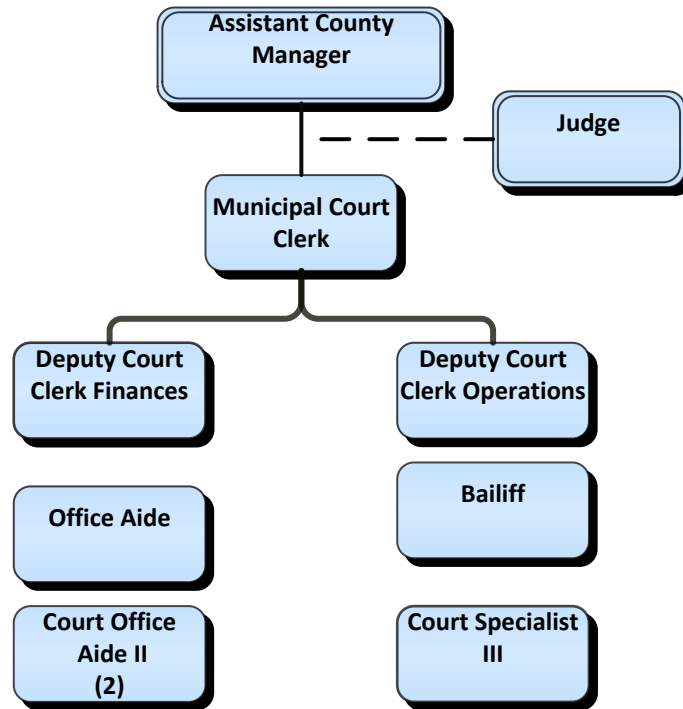 Assistant County
Manager
Judge
Municipal Court
Clerk
Deputy Court
Clerk Finances
Deputy Court
Clerk Operations
Office Aide
Bailiff
Court Office
Aide II
(2)
Court Specialist
III